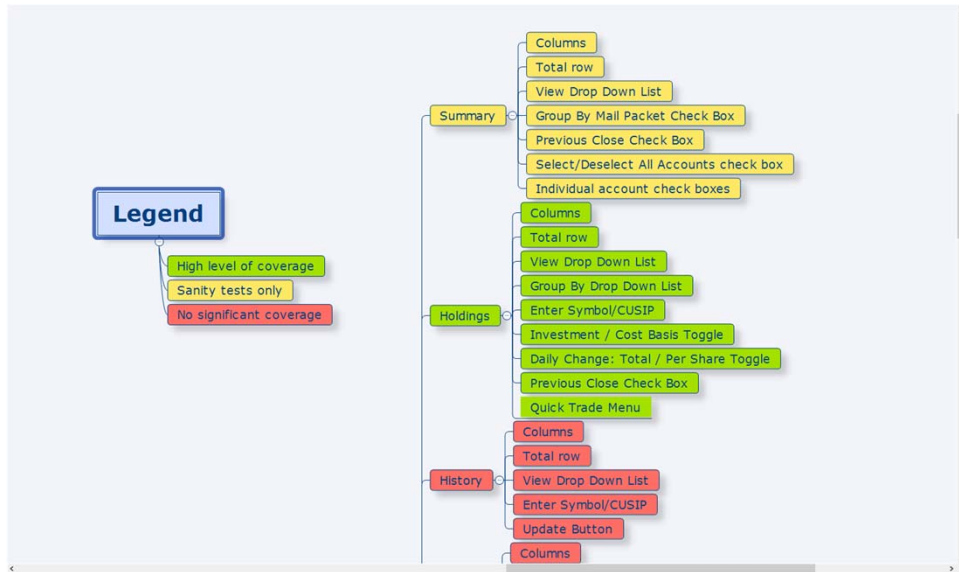 Legend
High level of coverage
Sanity tests only
No significant coverage
Summary
Columns
Total row
View Drop Down List
Group By Mail Packet Check Box
Previous Close Check Box
Select/Deselect All Accounts check box
Individual account check boxes
Holdings
Columns
Total row
View Drop Down List
Group By Drop Down List
Enter Symbol/CUSIP
Investment / Cost Basis Toggle
Daily Change: Total / Per Share Toggle
Previous Close Check Box
Quick Trade Menu
History
Columns
Total row
View Drop Down List
Enter Symbol/CUSIP
Update Button
Columns